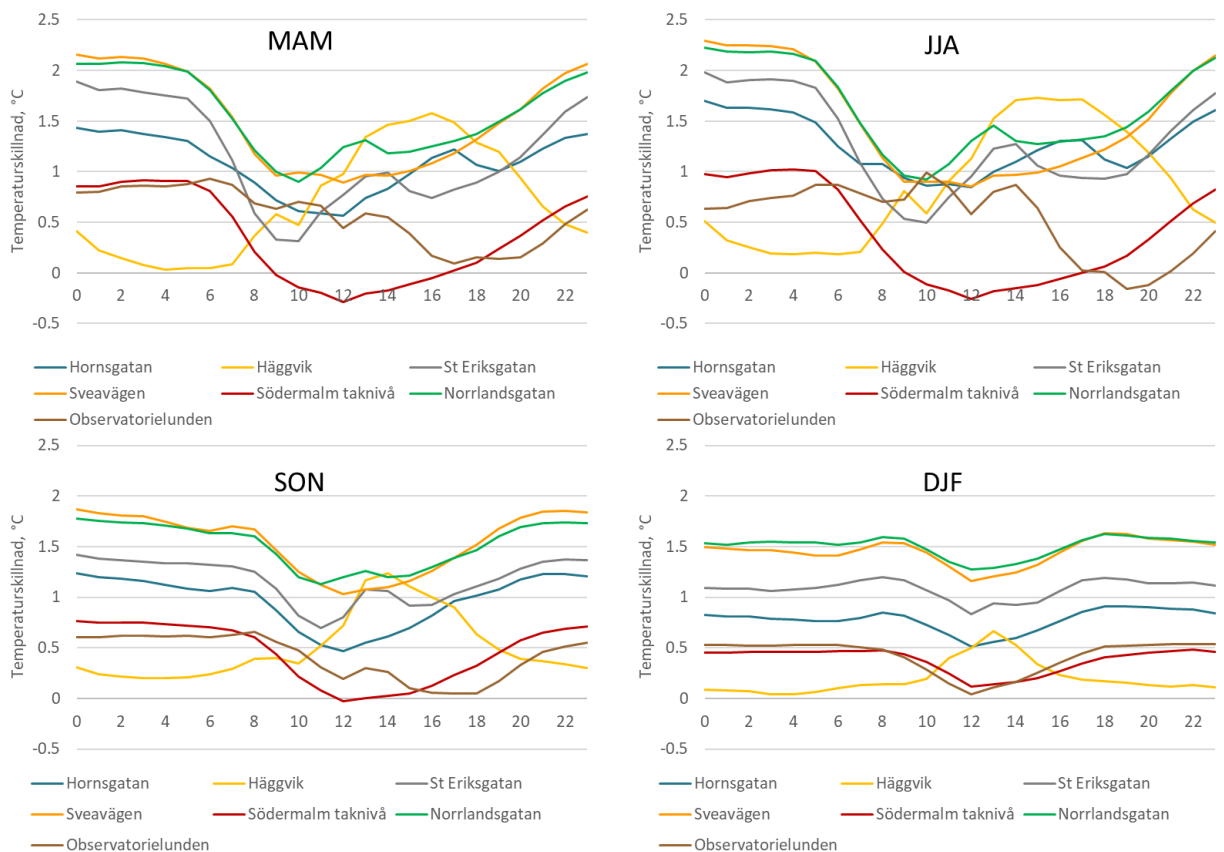 MAM
Temperaturskillnad, °C
2.5
2
1.5
1
0.5
0
-0.5
0 2 4 6 8 10 12 14 16 18 20 22
Hornsgatan Häggvik St Eriksgatan
Sveavägen Södermalm taknivå Norrlandsgatan
Observatorielunden
JJA
Temperaturskillnad, °C
2.5
2
1.5
1
0.5
0
-0.5
0 2 4 6 8 10 12 14 16 18 20 22
Hornsgatan Häggvik St Eriksgatan
Sveavägen Södermalm taknivå Norrlandsgatan
Observatorielunden
SON
Temperaturskillnad, °C
2.5
2
1.5
1
0.5
0
-0.5
0 2 4 6 8 10 12 14 16 18 20 22
Hornsgatan Häggvik St Eriksgatan
Sveavägen Södermalm taknivå Norrlandsgatan
Observatorielunden
DJF
Temperaturskillnad, °C
2.5
2
1.5
1
0.5
0
-0.5
0 2 4 6 8 10 12 14 16 18 20 22
Hornsgatan Häggvik St Eriksgatan
Sveavägen Södermalm taknivå Norrlandsgatan
Observatorielunden